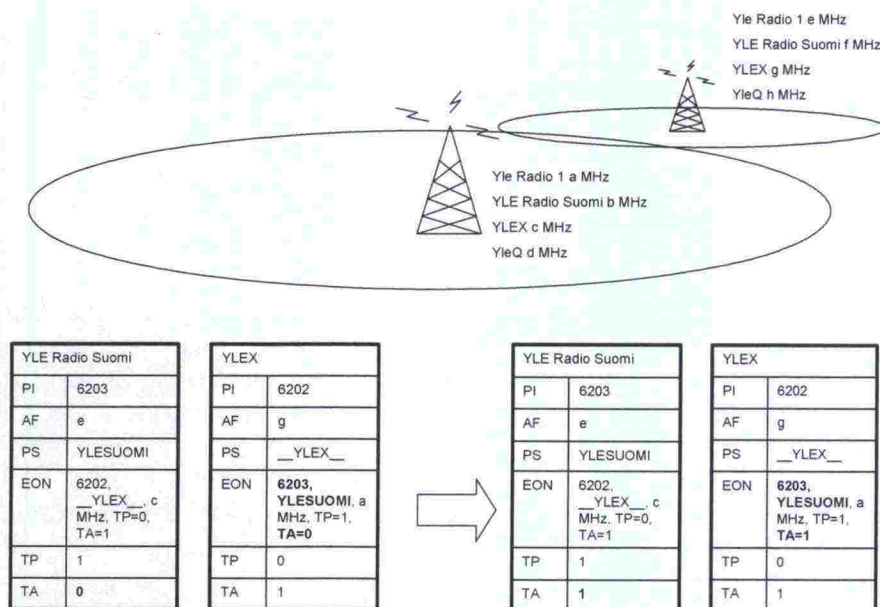 Yle Radio 1 e MHz
YLE Radio Suomi f MHz
YLEX g MHz
YleQ h MHz
Yle Radio 1 a MHz
YLE Radio Suomi b MHz
YLEX c MHz
YleQ d MHz
YLE Radio Suomi
PI 6203
AF e
PS YLESUOMI
EON 6202,
__YLEX__, c
MHz, TP=0,
TA=1
TP 1
TA 0
YLEX
PI 6202
AF g
PS __YLEX__
EON 6203,
YLESUOMI, a
MHz, TP=1,
TA=0
TP 0
TA 1
YLE Radio Suomi
PI 6203
AF e
PS YLESUOMI
EON 6202,
__YLEX__, c
MHz, TP=0,
TA=1
TP 1
TA 1
YLEX
PI 6202
AF g
PS __YLEX__
EON 6203,
YLESUOMI, a
MHz, TP=1,
TA=1
TP 0
TA 1